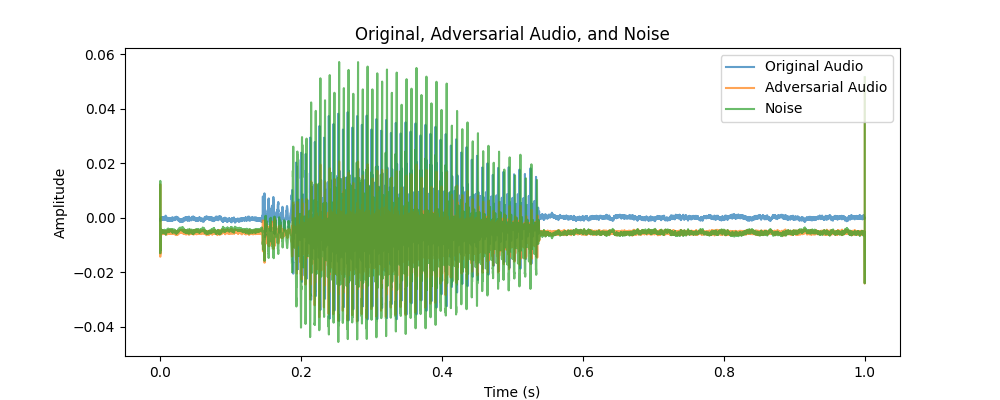 Original, Adversarial Audio, and Noise
Original Audio
Adversarial Audio
Noise
Amplitude
0.06
0.04
0.02
0.00
−0.02
−0.04
0.0 0.2 0.4 0.6 0.8 1.0
Time (s)